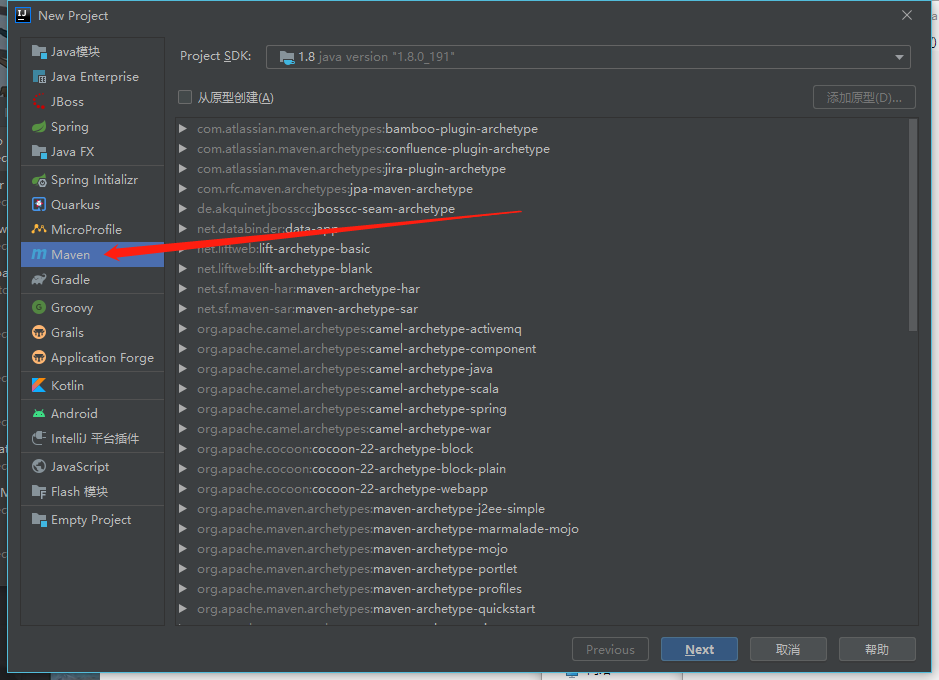 New Project
Java模块
Java Enterprise
JBoss
Spring
Java FX
Spring Initializr
Quarkus
MicroProfile
Maven
Gradle
Groovy
Grails
Application Forge
Kotlin
Android
IntelliJ 平台插件
JavaScript
Flash 模块
Empty Project
Project SDK: 1.8 java version "1.8.0_191"
从原型创建(A) 添加原型(D)...
com.atlassian.maven.archetypes:bamboo-plugin-archetype
com.atlassian.maven.archetypes:confluence-plugin-archetype
com.atlassian.maven.archetypes:jira-plugin-archetype
com.rfc.maven.archetypes:jpa-maven-archetype
de.akquinet.jbosscc:jbosscc-seam-archetype
net.databinder:data-app
net.liftweb:lift-archetype-basic
net.liftweb:lift-archetype-blank
net.sf.maven-har:maven-archetype-har
net.sf.maven-sar:maven-archetype-sar
org.apache.camel.archetypes:camel-archetype-activemq
org.apache.camel.archetypes:camel-archetype-component
org.apache.camel.archetypes:camel-archetype-java
org.apache.camel.archetypes:camel-archetype-scala
org.apache.camel.archetypes:camel-archetype-spring
org.apache.camel.archetypes:camel-archetype-war
org.apache.cocoon:cocoon-22-archetype-block
org.apache.cocoon:cocoon-22-archetype-block-plain
org.apache.cocoon:cocoon-22-archetype-webapp
org.apache.maven.archetypes:maven-archetype-j2ee-simple
org.apache.maven.archetypes:maven-archetype-marmalade-mojo
org.apache.maven.archetypes:maven-archetype-mojo
org.apache.maven.archetypes:maven-archetype-portlet
org.apache.maven.archetypes:maven-archetype-profiles
org.apache.maven.archetypes:maven-archetype-quickstart
Previous Next 取消 帮助